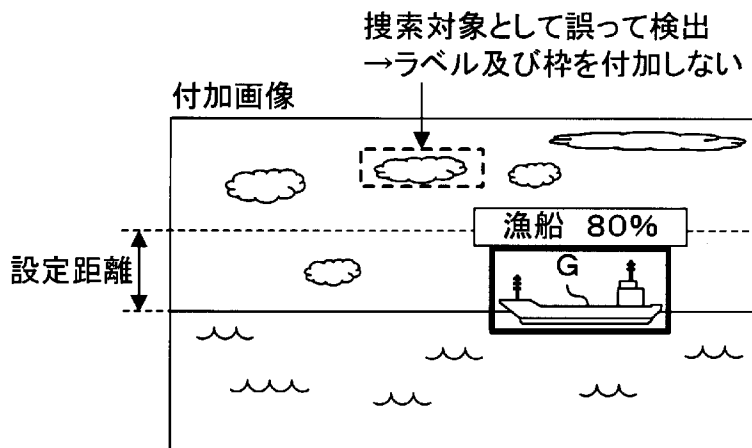 捜索対象として誤って検出
→ラベル及び枠を付加しない
付加画像
漁船 80%
設定距離
G